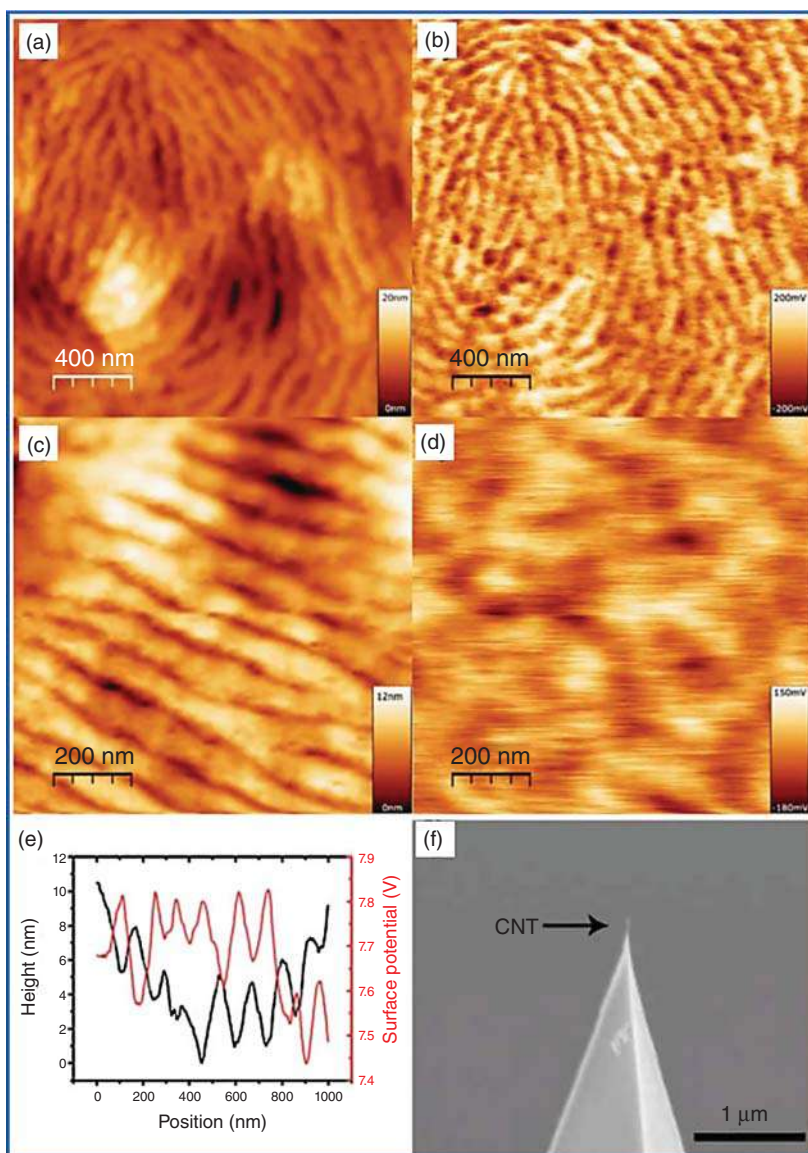 (a)
(b)
400 nm
20nm
0nm
400 nm
200mV
-200mV
(c)
(d)
200 nm
12nm
0nm
200 nm
150mV
-180mV
(e)
(f)
12
10
8
6
4
2
0
Height (nm)
7.9
7.8
7.7
7.6
7.5
7.4
Surface potential (V)
0 200 400 600 800 1000
Position (nm)
CNT
1 μm